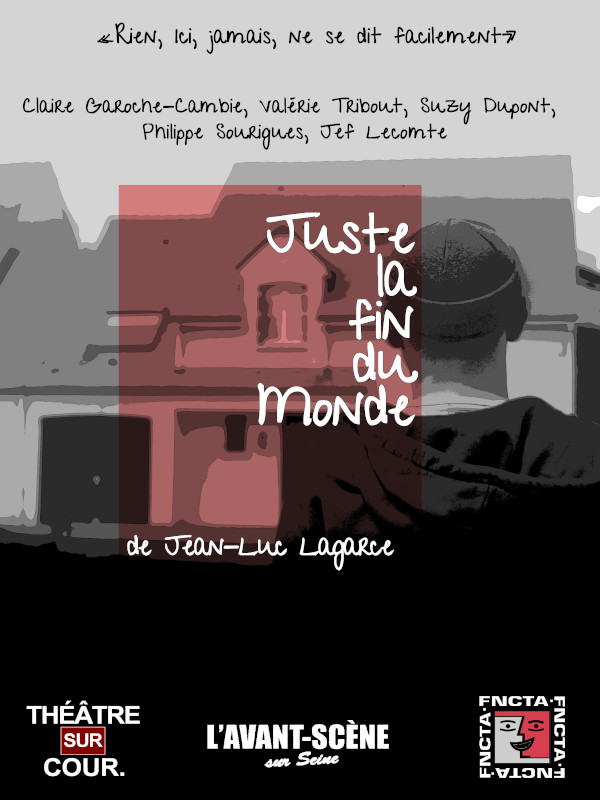 «Rien, Ici, jamais, ne se dit facilement»
Claire Garoche-Cambie, Valérie Tribout, Suzy Dupont,
Philippe Sourigues, Jef Lecomte
Juste
la
fin
du
Monde
de Jean-Luc Lagarce
THÉÂTRE
SUR
COUR.
L'AVANT-SCÈNE
sur Seine
FNCTA·
FNCTA·
FNCTA·
FNCTA·